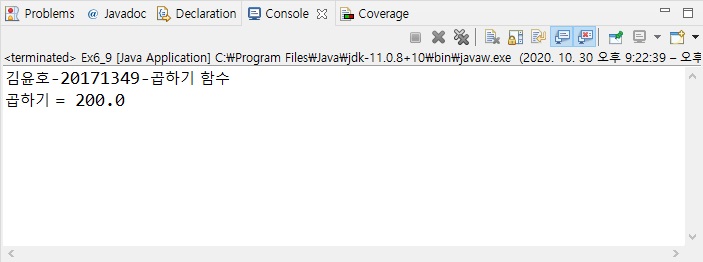 Problems @ Javadoc Declaration Console Coverage
<terminated> Ex6_9 [Java Application] C:₩Program Files₩Java₩jdk-11.0.8+10₩bin₩javaw.exe (2020. 10. 30 오후 9:22:39 – 오후
김윤호-20171349-곱하기 함수
곱하기 = 200.0